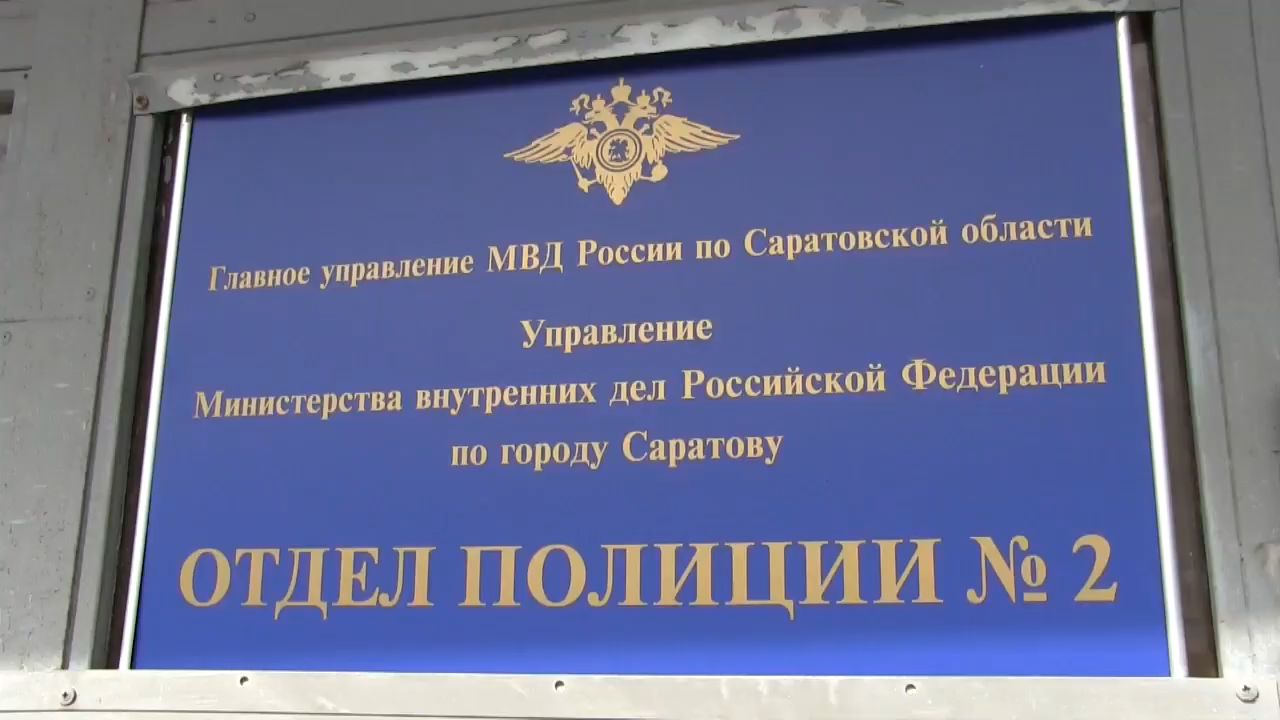 Главное управление МВД России по Саратовской области
Управление
Министерства внутренних дел Российской Федерации
по городу Саратову
ОТДЕЛ ПОЛИЦИИ № 2